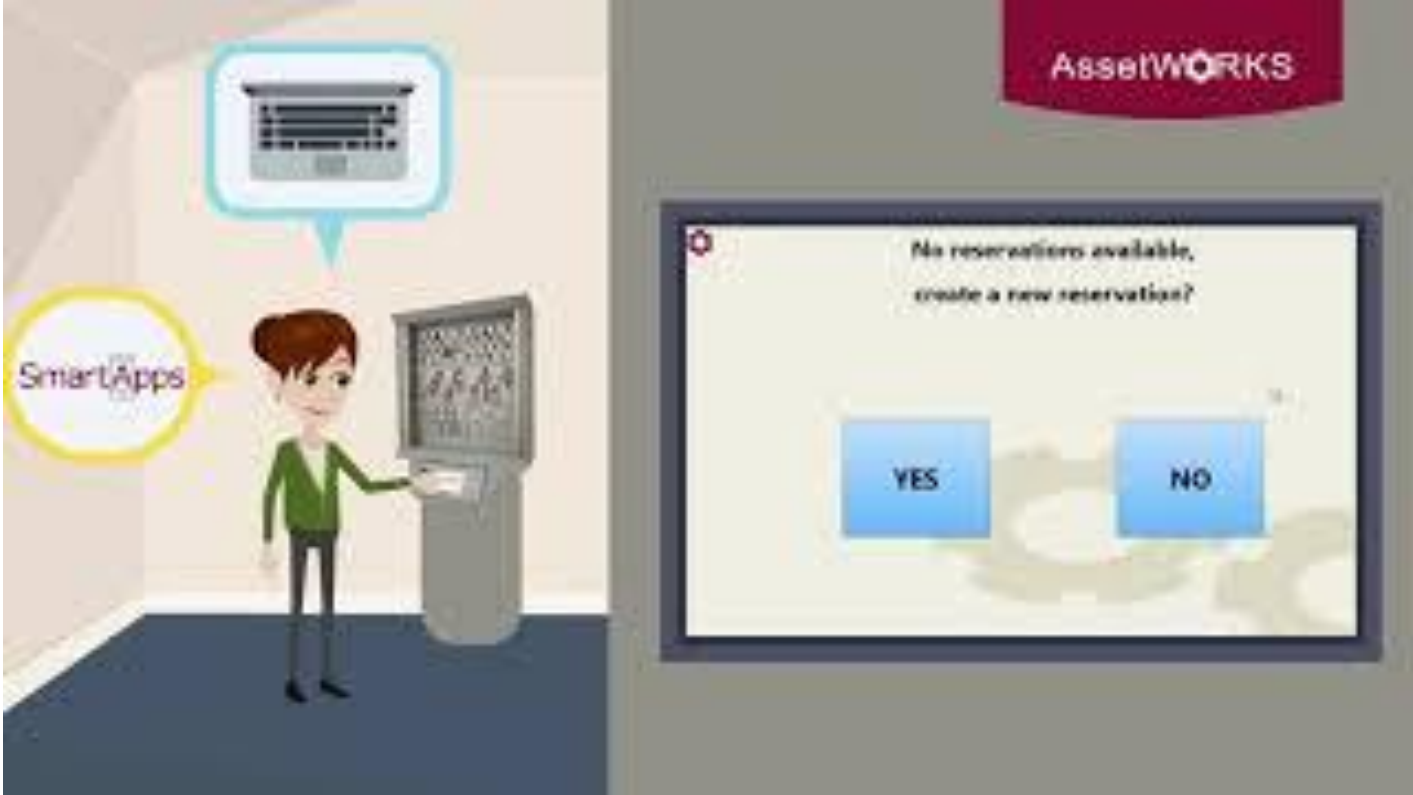 AssetWORKS
SmartApps
No reservations available,
create a new reservation?
YES
NO